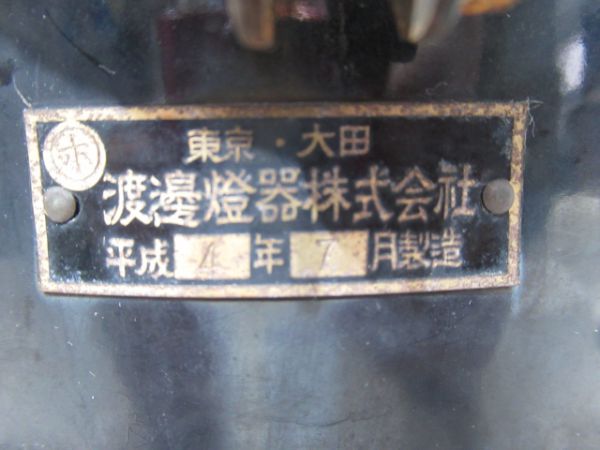 赤
東京・大田
渡邊燈器株式会社
平成4年7月製造